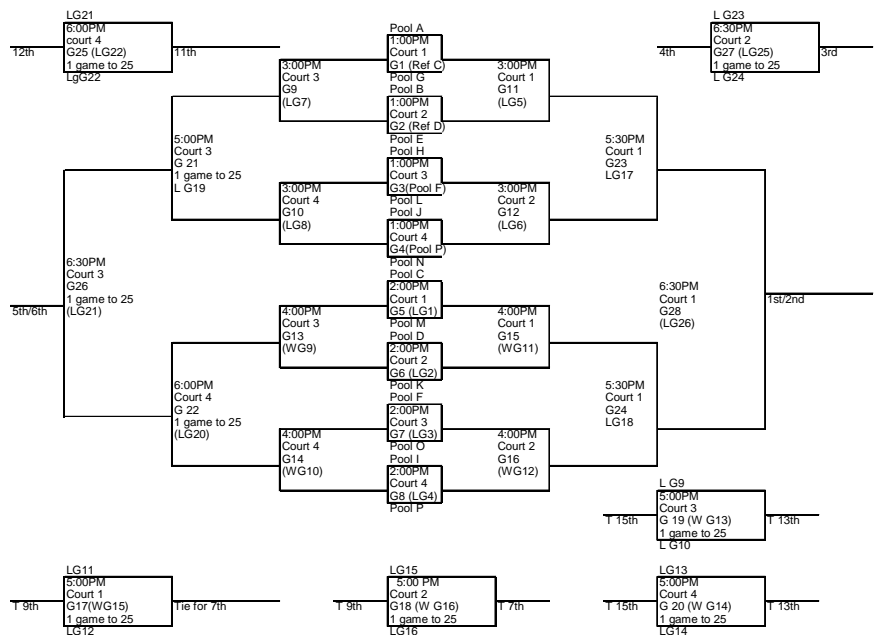 LG21
6:00PM
court 4
G25 (LG22)
1 game to 25
LgG22
12th
11th
L G23
6:30PM
Court 2
G27 (LG25)
1 game to 25
L G24
4th
3rd
Pool A
1:00PM
Court 1
G1 (Ref C)
Pool G
Pool B
1:00PM
Court 2
G2 (Ref D)
Pool E
Pool H
1:00PM
Court 3
G3(Pool F)
Pool L
Pool J
1:00PM
Court 4
G4(Pool P)
Pool N
Pool C
2:00PM
Court 1
G5 (LG1)
Pool M
Pool D
2:00PM
Court 2
G6 (LG2)
Pool K
Pool F
2:00PM
Court 3
G7 (LG3)
Pool O
Pool I
2:00PM
Court 4
G8 (LG4)
Pool P
3:00PM
Court 3
G9
(LG7)
3:00PM
Court 4
G10
(LG8)
4:00PM
Court 3
G13
(WG9)
4:00PM
Court 4
G14
(WG10)
3:00PM
Court 1
G11
(LG5)
3:00PM
Court 2
G12
(LG6)
4:00PM
Court 1
G15
(WG11)
4:00PM
Court 2
G16
(WG12)
5:00PM
Court 3
G 21
1 game to 25
L G19
6:00PM
Court 4
G 22
1 game to 25
(LG20)
6:30PM
Court 3
G26
1 game to 25
(LG21)
5th/6th
5:30PM
Court 1
G23
LG17
5:30PM
Court 1
G24
LG18
6:30PM
Court 1
G28
(LG26)
1st/2nd
L G9
5:00PM
Court 3
G 19 (W G13)
1 game to 25
L G10
T 15th
T 13th
LG11
5:00PM
Court 1
G17(WG15)
1 game to 25
LG12
T 9th
Tie for 7th
LG15
5:00 PM
Court 2
G18 (W G16)
1 game to 25
LG16
T 9th
T 7th
LG13
5:00PM
Court 4
G 20 (W G14)
1 game to 25
LG14
T 15th
T 13th